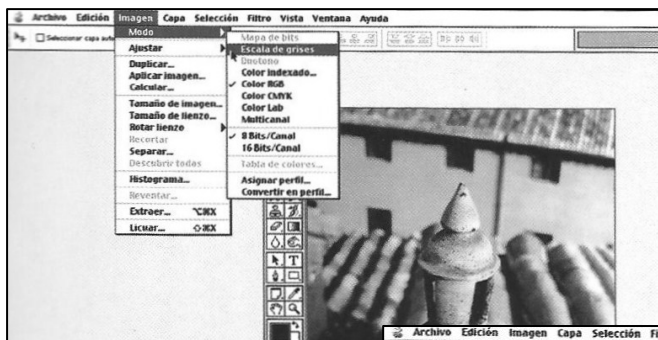 Archivo Edición Imagen Capa Selección Filtro Vista Ventana Ayuda
Seleccionar capa
Modo
Ajustar
Duplicar...
Aplicar imagen...
Calcular...
Tamaño de imagen...
Tamaño de lienzo...
Rotar lienzo
Recortar
Separar...
Descubrir todas
Histograma...
Reventar...
Extraer... ⌥⌘X
Licuar... ⇧⌘X
Mapa de bits
Escala de grises
Duotono
Color indexado...
✓ Color RGB
Color CMYK
Color Lab
Multicanal
✓ 8 Bits/Canal
16 Bits/Canal
Tabla de colores...
Asignar perfil...
Convertir en perfil...
T
Archivo Edición Imagen Capa Selección